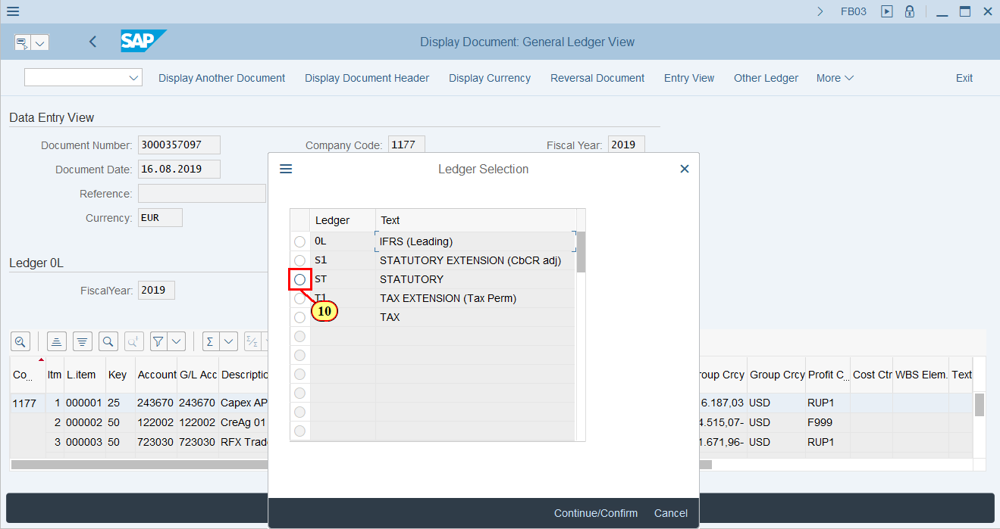 FB03
SAP
Display Document: General Ledger View
Display Another Document Display Document Header Display Currency Reversal Document Entry View Other Ledger More Exit
Data Entry View
Document Number: 3000357097 Company Code: 1177 Fiscal Year: 2019
Document Date: 16.08.2019
Reference:
Currency: EUR
Ledger 0L
FiscalYear: 2019
Ledger Selection
Ledger Text
0L IFRS (Leading)
S1 STATUTORY EXTENSION (CbCR adj)
ST STATUTORY
T1 TAX EXTENSION (Tax Perm)
10
TAX
Co... Itm L.item Key Account G/L Acc Descriptio roup Crcy Group Crcy Profit C... Cost Ctr WBS Elem. Text
1177 1 000001 25 243670 243670 Capex AP 6.187,03 USD RUP1
2 000002 50 122002 122002 CreAg 01 4.515,07- USD F999
3 000003 50 723030 723030 RFX Trad 1.671,96- USD RUP1
Continue/Confirm Cancel